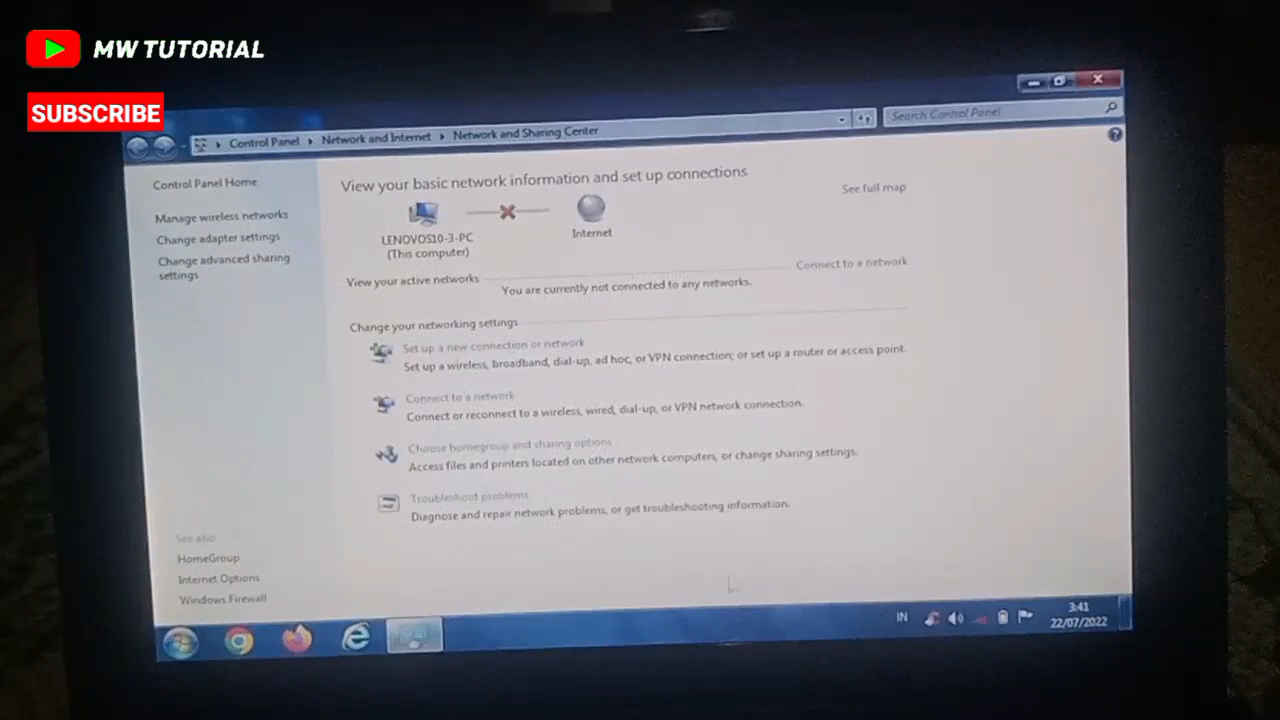 MW TUTORIAL
SUBSCRIBE
Control Panel
Network and Internet
Network and Sharing Center
Search Control Panel
Control Panel Home
Manage wireless networks
Change adapter settings
Change advanced sharing
settings
See also
HomeGroup
Internet Options
Windows Firewall
View your basic network information and set up connections
See full map
LENOVOS10-3-PC
(This computer)
Internet
View your active networks
Connect to a network
You are currently not connected to any networks.
Change your networking settings
Set up a new connection or network
Set up a wireless, broadband, dial-up, ad hoc, or VPN connection; or set up a router or access point.
Connect to a network
Connect or reconnect to a wireless, wired, dial-up, or VPN network connection.
Choose homegroup and sharing options
Access files and printers located on other network computers, or change sharing settings.
Troubleshoot problems
Diagnose and repair network problems, or get troubleshooting information.
IN
3:41
22/07/2022